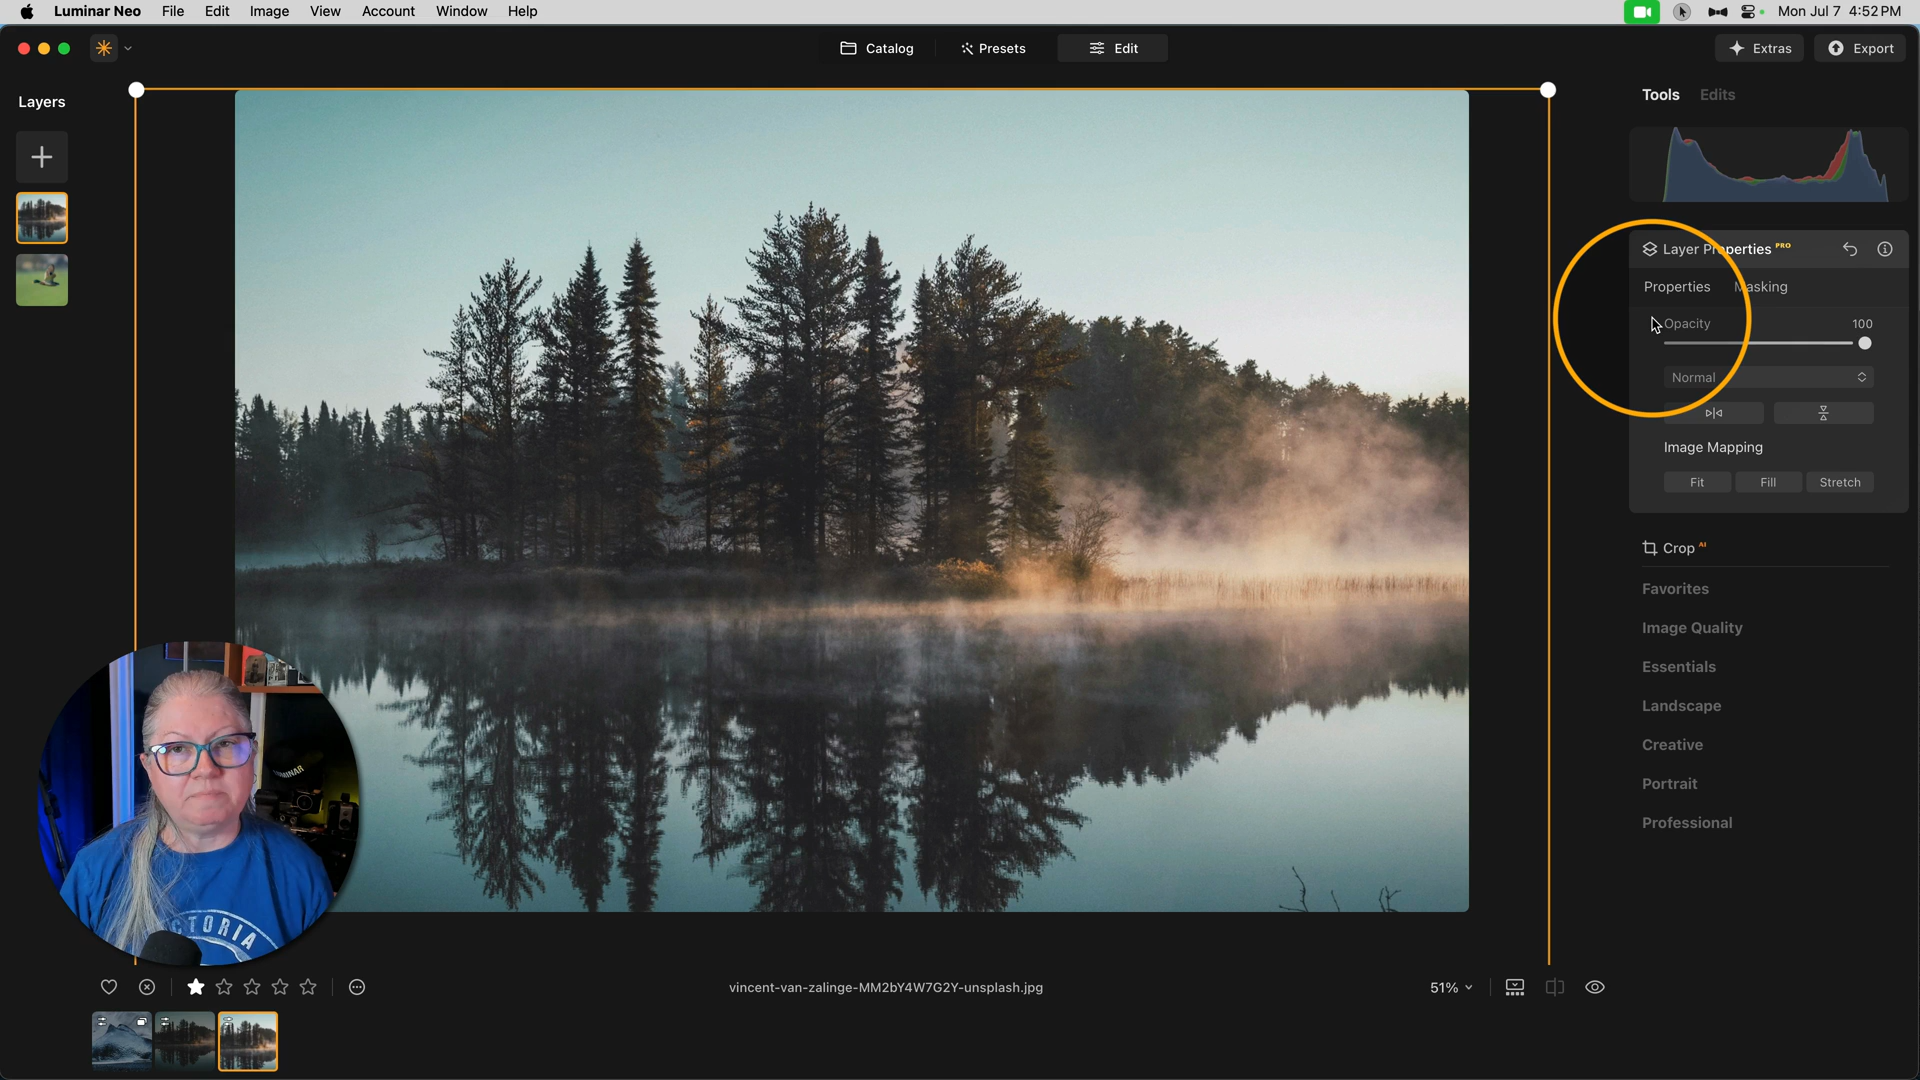 Luminar Neo File Edit Image View Account Window Help Mon Jul 7 4:52 PM
Catalog Presets Edit Extras Export
Layers
Tools Edits
Layer Properties PRO
Properties Masking
Opacity 100
Normal
Image Mapping
Fit Fill Stretch
Crop AI
Favorites
Image Quality
Essentials
Landscape
Creative
Portrait
Professional
LUMINAR
CTORIA
vincent-van-zalinge-MM2bY4W7G2Y-unsplash.jpg 51%